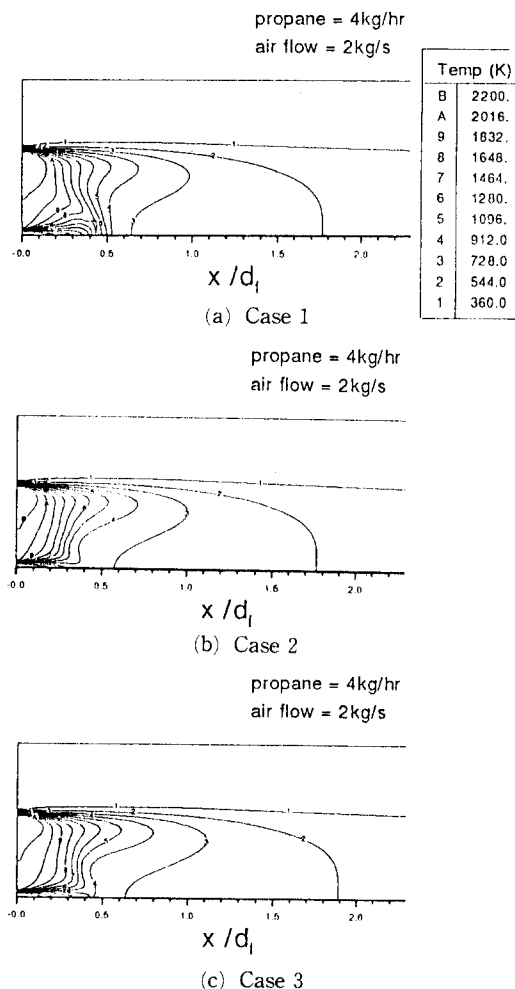 propane = 4kg/hr
air flow = 2kg/s
Temp (K)
B 2200.
A 2016.
9 1832.
8 1648.
7 1464.
6 1280.
5 1096.
4 912.0
3 728.0
2 544.0
1 360.0
-0.0 0.5 1.0 1.5 2.0
x/df
(a) Case 1
propane = 4kg/hr
air flow = 2kg/s
-0.0 0.5 1.0 1.5 2.0
x/df
(b) Case 2
propane = 4kg/hr
air flow = 2kg/s
-0.0 0.5 1.0 1.5 2.0
x/df
(c) Case 3